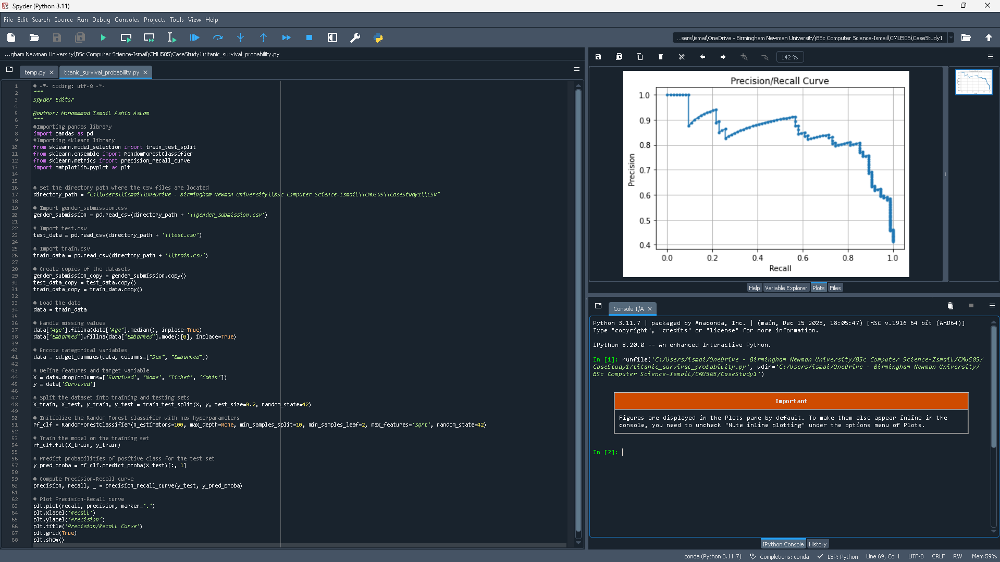 Spyder (Python 3.11)
File Edit Search Source Run Debug Consoles Projects Tools View Help
...sers\ismai\OneDrive - Birmingham Newman University\BSc Computer Science-Ismail\CMU505\CaseStudy1
...gham Newman University\BSc Computer Science-Ismail\CMU505\CaseStudy1\titanic_survival_probability.py
temp.py
titanic_survival_probability.py
1 # -*- coding: utf-8 -*-
2 """
3 Spyder Editor
4
5 @author: Mohammmad Ismail Ashiq Aslam
6 """
7 #Importing pandas library
8 import pandas as pd
9 #Importing sklearn library
10 from sklearn.model_selection import train_test_split
11 from sklearn.ensemble import RandomForestClassifier
12 from sklearn.metrics import precision_recall_curve
13 import matplotlib.pyplot as plt
14
15
16 # Set the directory path where the CSV files are located
17 directory_path = "C:\\Users\\ismai\\OneDrive - Birmingham Newman University\\BSc Computer Science-Ismail\\CMU505\\CaseStudy1\\CSV"
18
19 # Import gender_submission.csv
20 gender_submission = pd.read_csv(directory_path + '\\gender_submission.csv')
21
22 # Import test.csv
23 test_data = pd.read_csv(directory_path + '\\test.csv')
24
25 # Import train.csv
26 train_data = pd.read_csv(directory_path + '\\train.csv')
27
28 # Create copies of the datasets
29 gender_submission_copy = gender_submission.copy()
30 test_data_copy = test_data.copy()
31 train_data_copy = train_data.copy()
32
33 # Load the data
34 data = train_data
35
36 # Handle missing values
37 data['Age'].fillna(data['Age'].median(), inplace=True)
38 data['Embarked'].fillna(data['Embarked'].mode()[0], inplace=True)
39
40 # Encode categorical variables
41 data = pd.get_dummies(data, columns=["Sex", "Embarked"])
42
43 # Define features and target variable
44 X = data.drop(columns=['Survived', 'Name', 'Ticket', 'Cabin'])
45 y = data['Survived']
46
47 # Split the dataset into training and testing sets
48 X_train, X_test, y_train, y_test = train_test_split(X, y, test_size=0.2, random_state=42)
49
50 # Initialize the Random Forest classifier with new hyperparameters
51 rf_clf = RandomForestClassifier(n_estimators=100, max_depth=None, min_samples_split=10, min_samples_leaf=2, max_features='sqrt', random_state=42)
52
53 # Train the model on the training set
54 rf_clf.fit(X_train, y_train)
55
56 # Predict probabilities of positive class for the test set
57 y_pred_proba = rf_clf.predict_proba(X_test)[:, 1]
58
59 # Compute Precision-Recall curve
60 precision, recall, _ = precision_recall_curve(y_test, y_pred_proba)
61
62 # Plot Precision-Recall curve
63 plt.plot(recall, precision, marker='.')
64 plt.xlabel('Recall')
65 plt.ylabel('Precision')
66 plt.title('Precision/Recall Curve')
67 plt.grid(True)
68 plt.show()
142 %
Precision/Recall Curve
1.0
0.9
0.8
0.7
0.6
0.5
0.4
Precision
0.0 0.2 0.4 0.6 0.8 1.0
Recall
Help Variable Explorer Plots Files
Console 1/A
Python 3.11.7 | packaged by Anaconda, Inc. | (main, Dec 15 2023, 18:05:47) [MSC v.1916 64 bit (AMD64)]
Type "copyright", "credits" or "license" for more information.
IPython 8.20.0 -- An enhanced Interactive Python.
In [1]: runfile('C:/Users/ismai/OneDrive - Birmingham Newman University/BSc Computer Science-Ismail/CMU505/
CaseStudy1/titanic_survival_probability.py', wdir='C:/Users/ismai/OneDrive - Birmingham Newman University/
BSc Computer Science-Ismail/CMU505/CaseStudy1')
Important
Figures are displayed in the Plots pane by default. To make them also appear inline in the
console, you need to uncheck "Mute inline plotting" under the options menu of Plots.
In [2]:
IPython Console History
conda (Python 3.11.7) Completions: conda LSP: Python Line 69, Col 1 UTF-8 CRLF RW Mem 59%